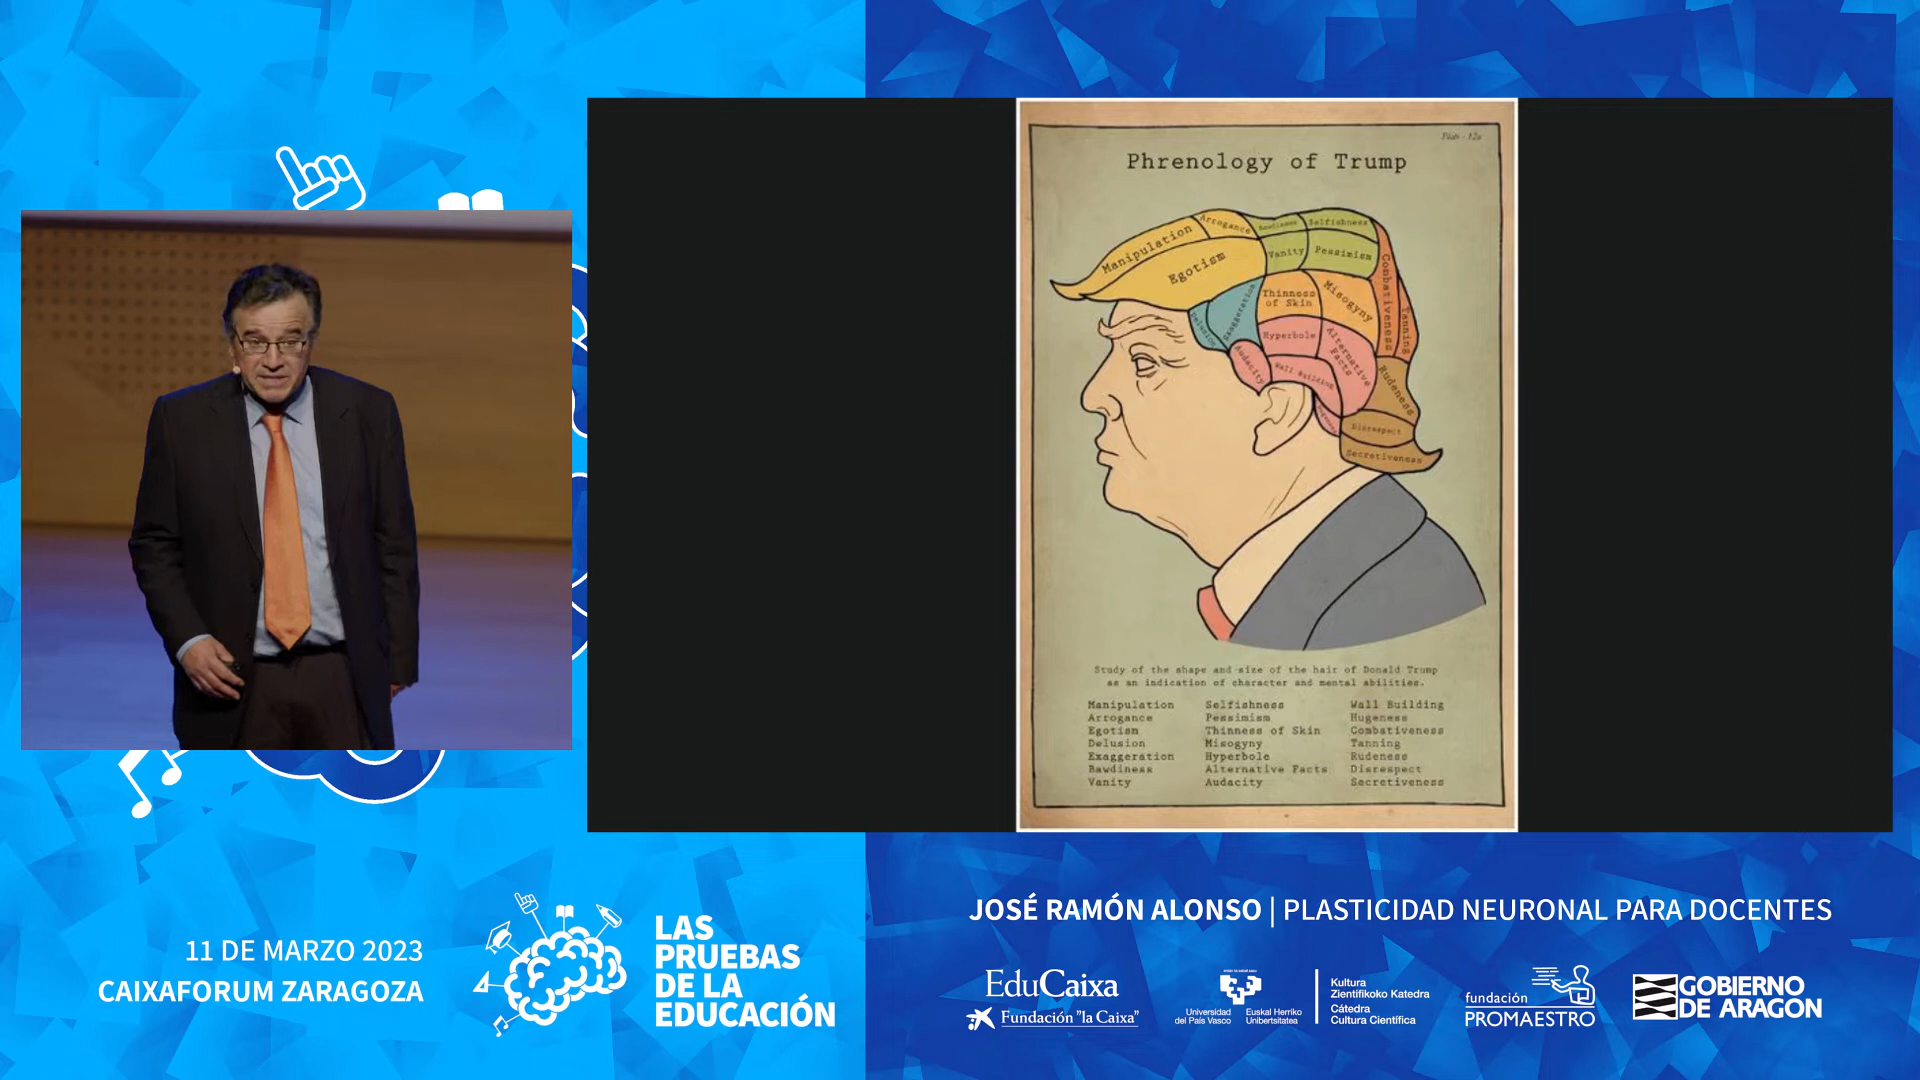 Phrenology of Trump
Manipulation
Arrogance
Egotism
Selfishness
Vanity
Pessimism
Combativeness
Tanning
Thinness
of Skin
Misogyny
Exaggeration
Delusion
Hyperbole
Alternative
Facts
Audacity
Wall Building
Rudeness
Disrespect
Secretiveness
Study of the shape and size of the hair of Donald Trump
as an indication of character and mental abilities.
Manipulation Selfishness Wall Building
Arrogance Pessimism Hugeness
Egotism Thinness of Skin Combativeness
Delusion Misogyny Tanning
Exaggeration Hyperbole Rudeness
Bawdiness Alternative Facts Disrespect
Vanity Audacity Secretiveness
11 DE MARZO 2023
CAIXAFORUM ZARAGOZA
LAS
PRUEBAS
DE LA
EDUCACIÓN
JOSÉ RAMÓN ALONSO | PLASTICIDAD NEURONAL PARA DOCENTES
EduCaixa
Fundación "la Caixa"
Universidad
del País Vasco
Euskal Herriko
Unibertsitatea
Kultura
Zientifikoko Katedra
Cátedra
Cultura Científica
fundación
PROMAESTRO
GOBIERNO
DE ARAGON